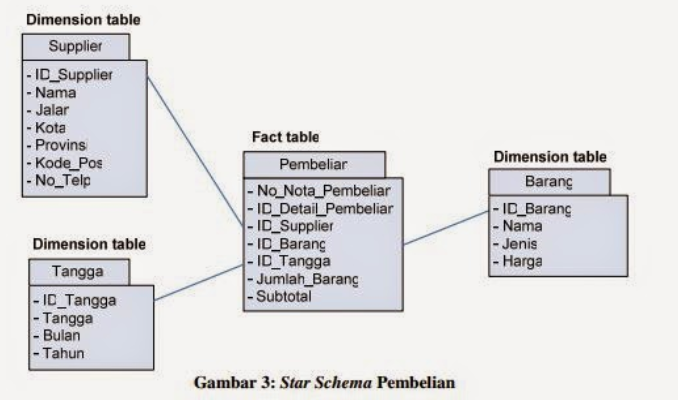 Dimension table
Supplier
- ID_Supplier
- Nama
- Jalar
- Kota
- Provinsi
- Kode_Pos
- No_Telp
Fact table
Pembeliar
- No_Nota_Pembeliar
- ID_Detail_Pembeliar
- ID_Supplier
- ID_Barang
- ID_Tangga
- Jumlah_Barang
- Subtotal
Dimension table
Barang
- ID_Barang
- Nama
- Jenis
- Harga
Dimension table
Tangga
- ID_Tangga
- Tangga
- Bulan
- Tahun
Gambar 3: Star Schema Pembelian